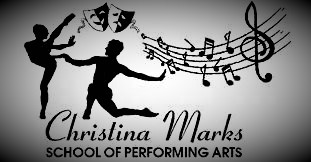 Christina Marks
SCHOOL OF PERFORMING ARTS